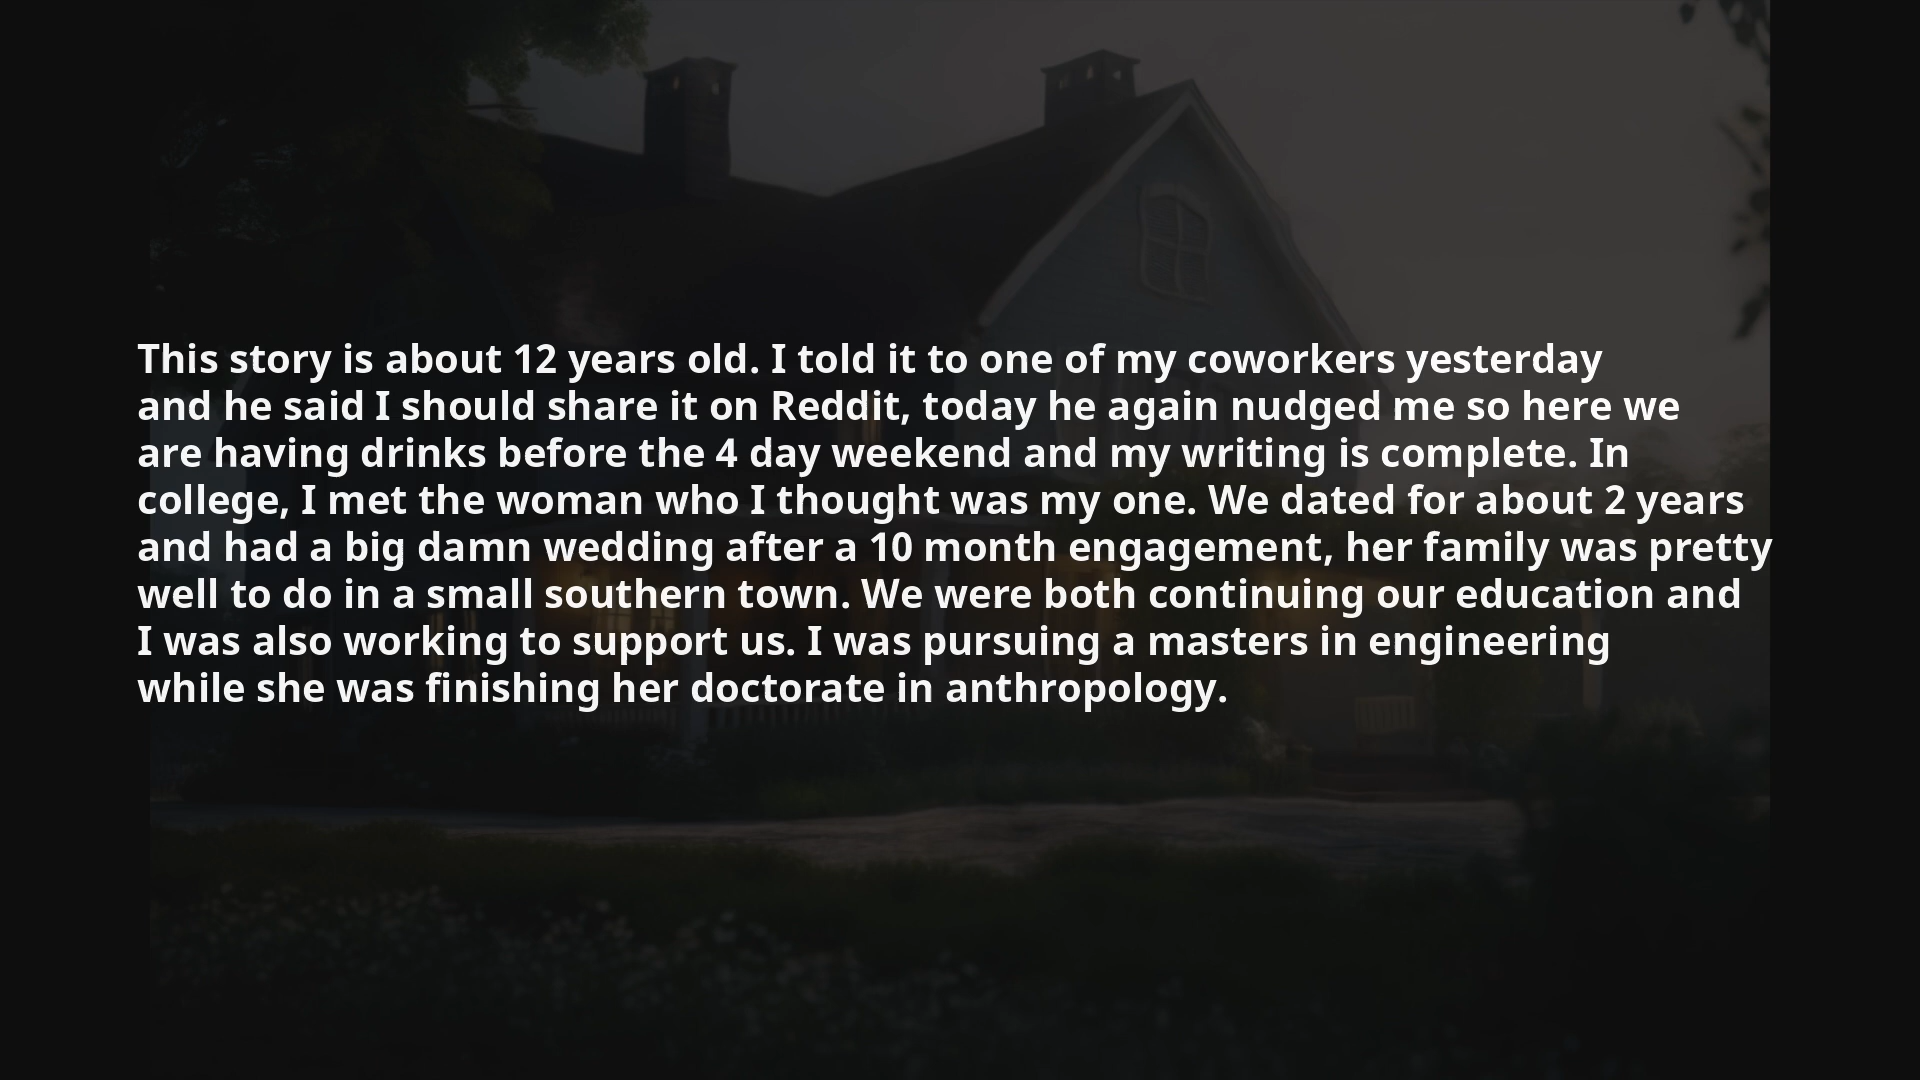 This story is about 12 years old. I told it to one of my coworkers yesterday
and he said I should share it on Reddit, today he again nudged me so here we
are having drinks before the 4 day weekend and my writing is complete. In
college, I met the woman who I thought was my one. We dated for about 2 years
and had a big damn wedding after a 10 month engagement, her family was pretty
well to do in a small southern town. We were both continuing our education and
I was also working to support us. I was pursuing a masters in engineering
while she was finishing her doctorate in anthropology.